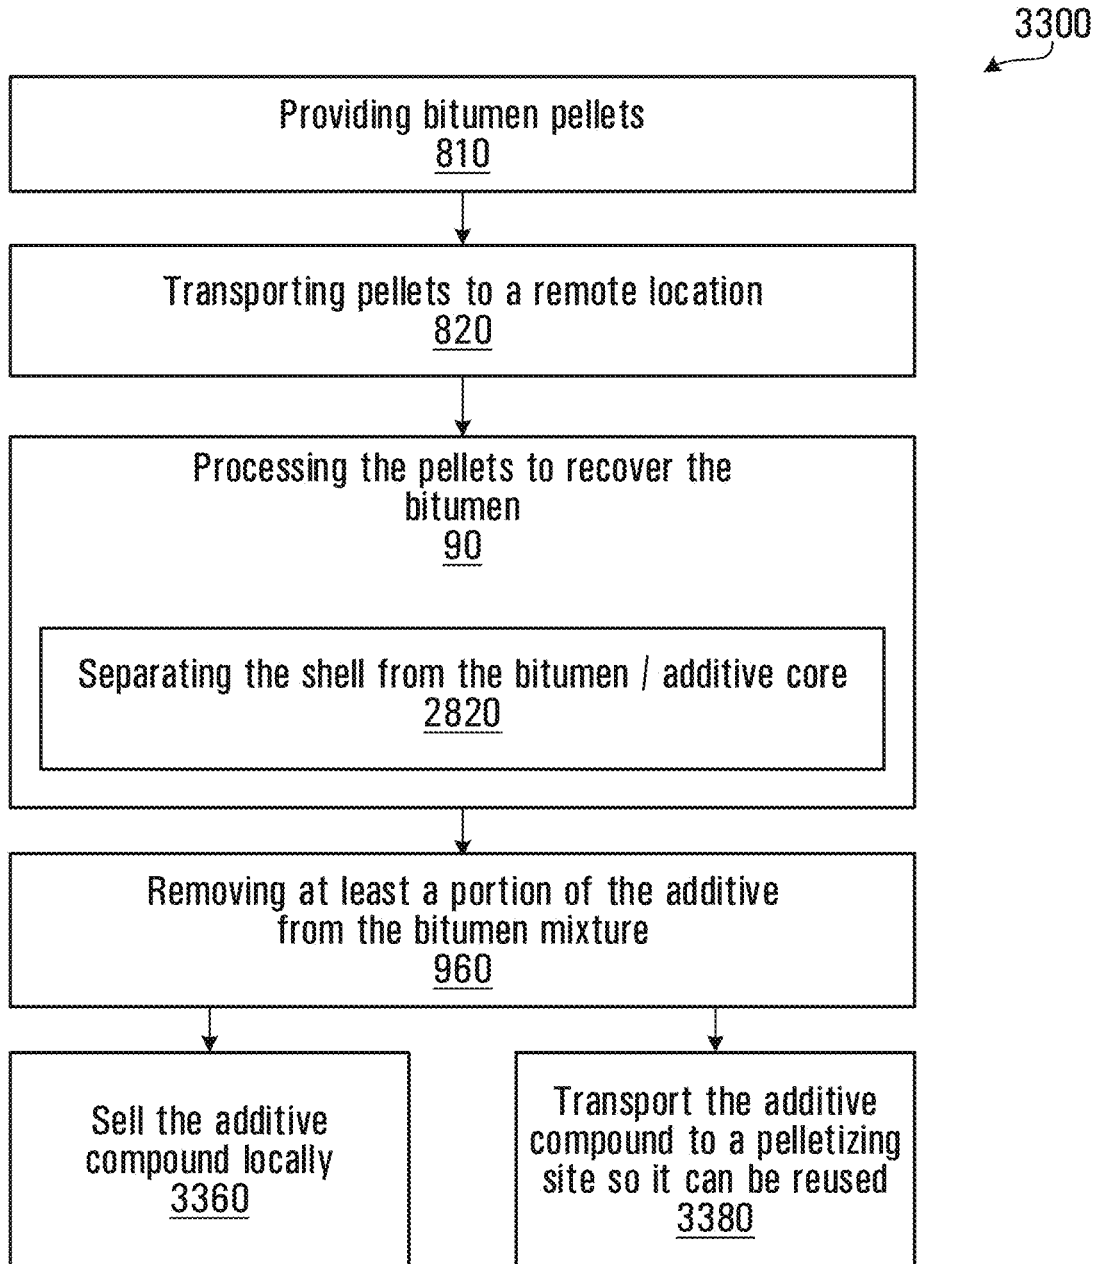 3300
Providing bitumen pellets
810
Transporting pellets to a remote location
820
Processing the pellets to recover the
bitumen
90
Separating the shell from the bitumen / additive core
2820
Removing at least a portion of the additive
from the bitumen mixture
960
Sell the additive
compound locally
3360
Transport the additive
compound to a pelletizing
site so it can be reused
3380